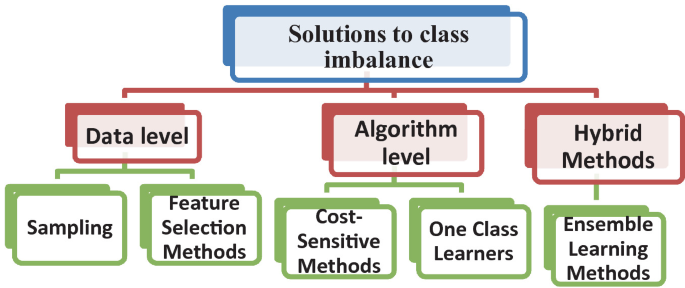 Solutions to class
imbalance
Data level
Algorithm
level
Hybrid
Methods
Sampling
Feature
Selection
Methods
Cost-
Sensitive
Methods
One Class
Learners
Ensemble
Learning
Methods